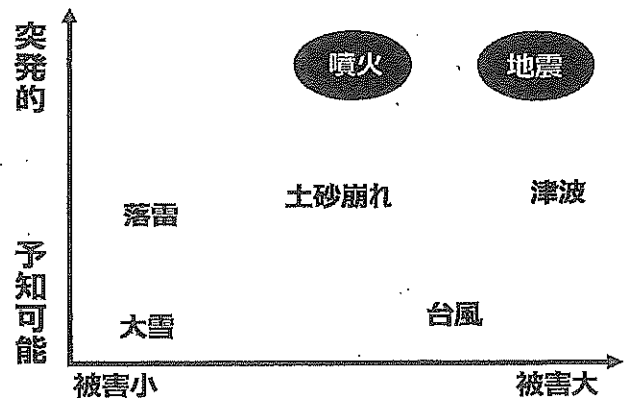 突発的
噴火
地震
土砂崩れ
津波
落雷
予知可能
大雪
台風
被害小
被害大